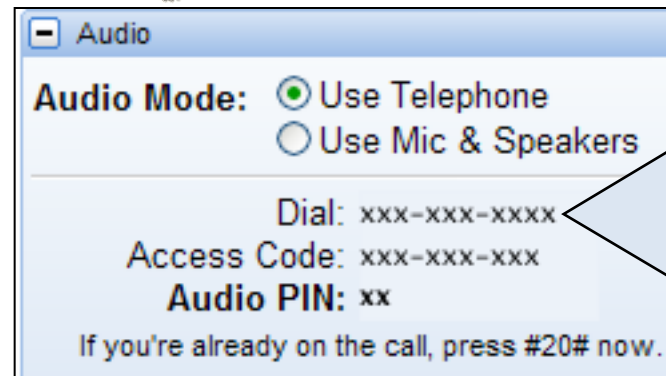 Audio
Audio Mode: Use Telephone
Use Mic & Speakers
Dial: xxx-xxx-xxxx
Access Code: xxx-xxx-xxx
Audio PIN: xx
If you're already on the call, press #20# now.